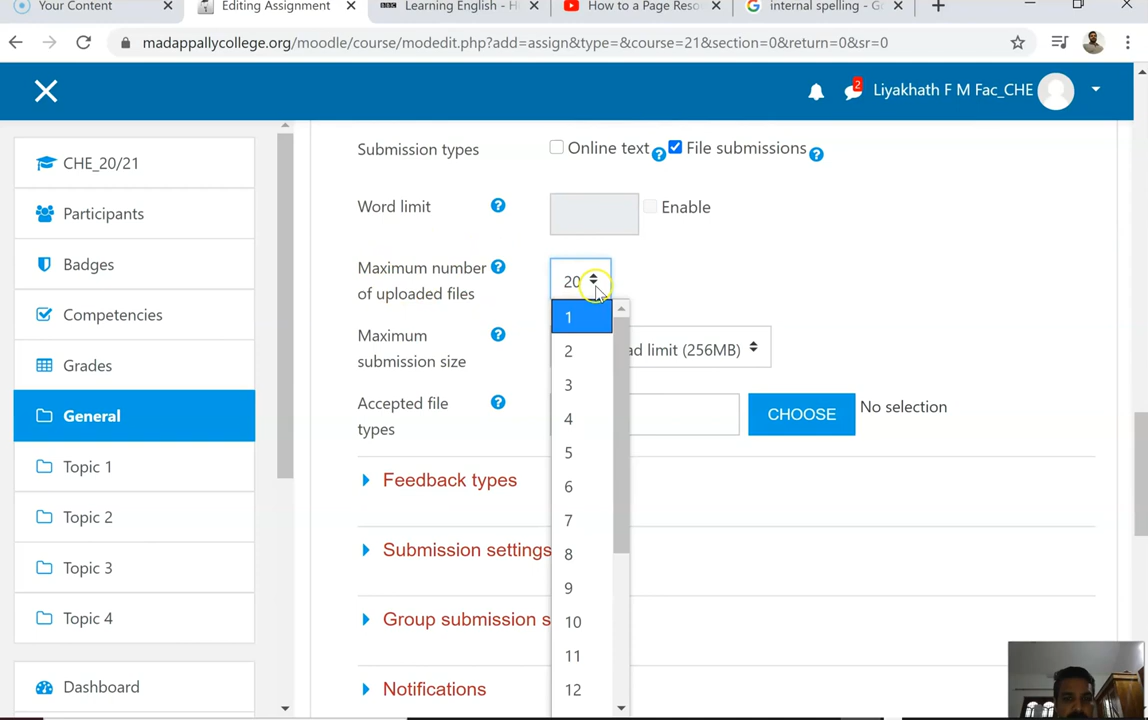 Your Content
Editing Assignment
BBC Learning English - H
How to a Page Reso
internal spelling - Go
madappallycollege.org/moodle/course/modedit.php?add=assign&type=&course=21&section=0&return=0&sr=0
2
Liyakhath F M Fac_CHE
CHE_20/21
Participants
Badges
Competencies
Grades
General
Topic 1
Topic 2
Topic 3
Topic 4
Dashboard
Submission types
Online text
File submissions
Word limit
Enable
Maximum number
of uploaded files
20
Maximum
submission size
ad limit (256MB)
Accepted file
types
CHOOSE
No selection
1
2
3
4
5
6
7
8
9
10
11
12
Feedback types
Submission settings
Group submission s
Notifications